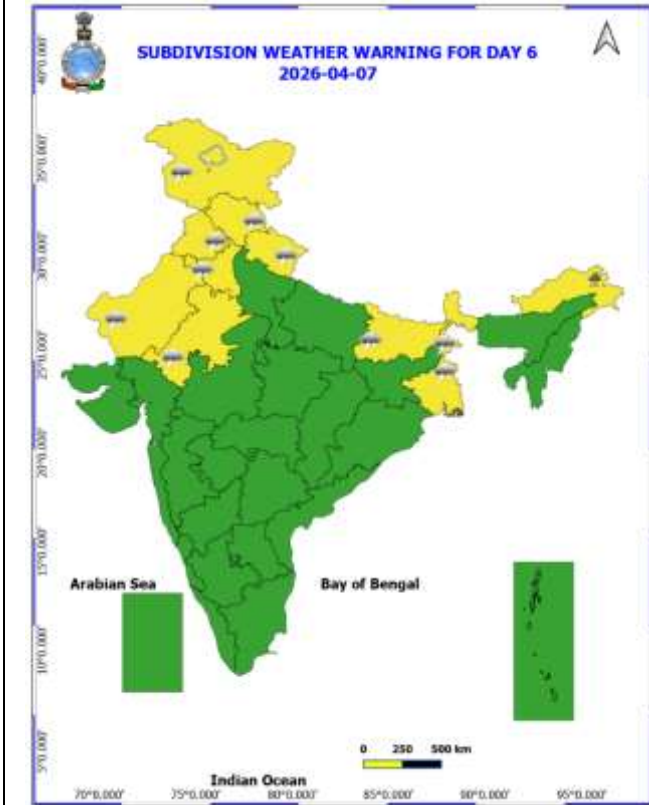 SUBDIVISION WEATHER WARNING FOR DAY 6
2026-04-07
40°0.000'
35°0.000'
30°0.000'
25°0.000'
20°0.000'
15°0.000'
10°0.000'
5°0.000'
Arabian Sea
Bay of Bengal
0 250 500 km
Indian Ocean
70°0.000' 75°0.000' 80°0.000' 85°0.000' 90°0.000' 95°0.000'